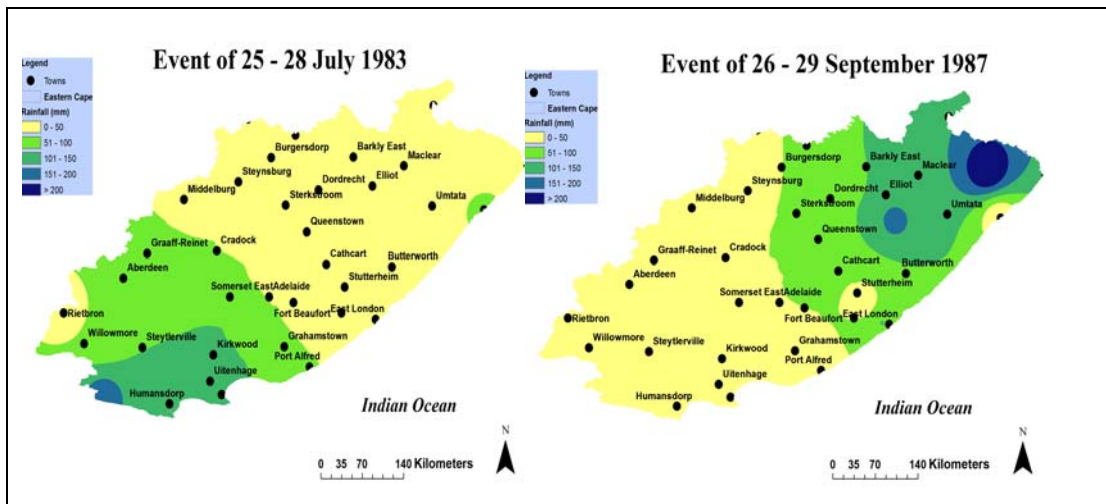 Event of 25 - 28 July 1983
Legend
Towns
Eastern Cape
Rainfall (mm)
0 - 50
51 - 100
101 - 150
151 - 200
> 200
Burgersdorp
Barkly East
Maclear
Steynsburg
Dordrecht
Elliot
Middelburg
Sterkstroom
Umtata
Queenstown
Graaff-Reinet
Cradock
Aberdeen
Cathcart
Butterworth
Stutterheim
Somerset East
Adelaide
Rietbron
Fort Beaufort
East London
Willowmore
Steytlerville
Kirkwood
Grahamstown
Port Alfred
Uitenhage
Humansdorp
Indian Ocean
N
0 35 70 140 Kilometers
Event of 26 - 29 September 1987
Legend
Towns
Eastern Cape
Rainfall (mm)
0 - 50
51 - 100
101 - 150
151 - 200
> 200
Burgersdorp
Barkly East
Maclear
Steynsburg
Dordrecht
Elliot
Middelburg
Sterkstroom
Umtata
Queenstown
Graaff-Reinet
Cradock
Aberdeen
Cathcart
Butterworth
Stutterheim
Somerset East
Adelaide
Rietbron
Fort Beaufort
East London
Willowmore
Steytlerville
Kirkwood
Grahamstown
Port Alfred
Uitenhage
Humansdorp
Indian Ocean
N
0 35 70 140 Kilometers